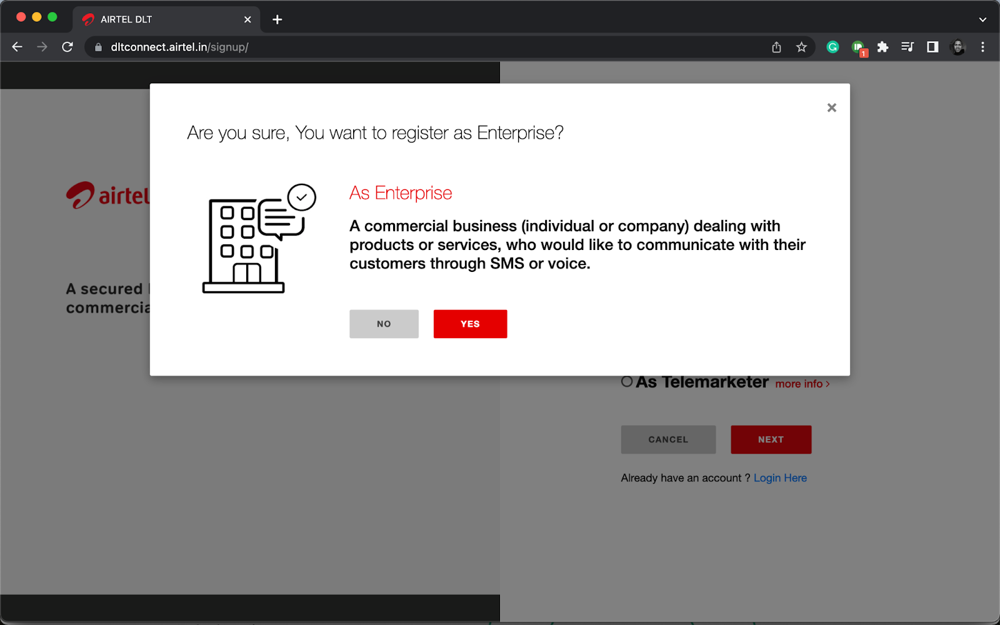 AIRTEL DLT
dltconnect.airtel.in/signup/
1
Are you sure, You want to register as Enterprise?
As Enterprise
A commercial business (individual or company) dealing with
products or services, who would like to communicate with their
customers through SMS or voice.
NO
YES
airtel
A secured
commercia
As Telemarketer more info ›
CANCEL
NEXT
Already have an account ? Login Here